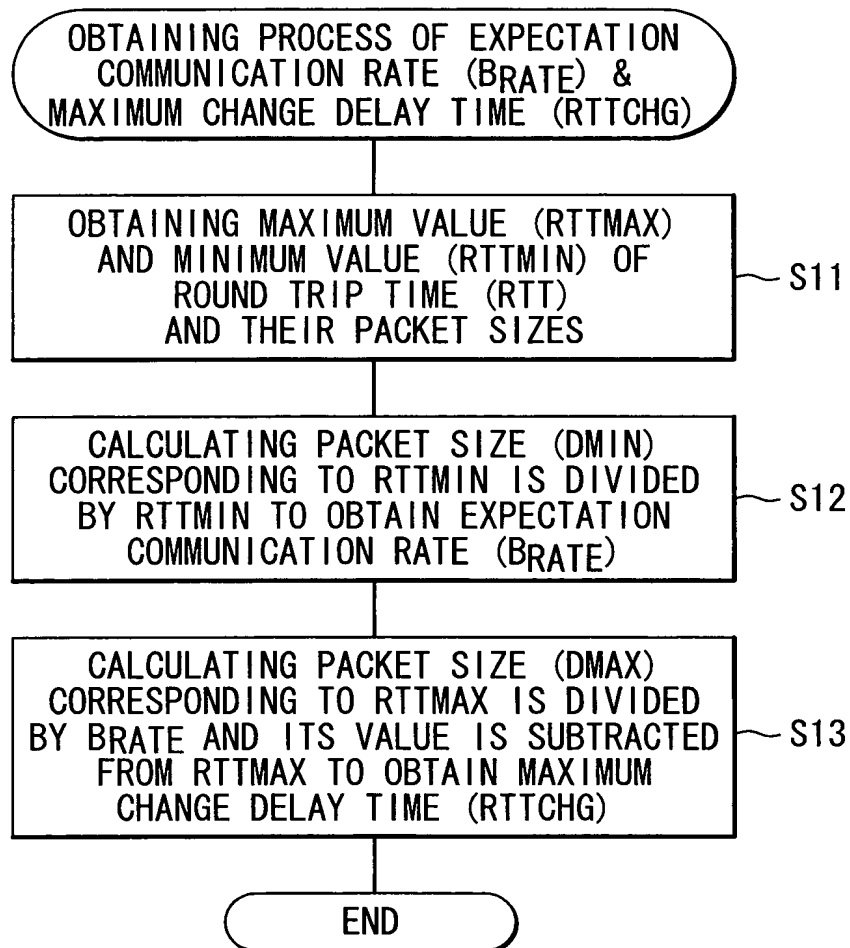 OBTAINING PROCESS OF EXPECTATION
COMMUNICATION RATE (BRATE) &
MAXIMUM CHANGE DELAY TIME (RTTCHG)
OBTAINING MAXIMUM VALUE (RTTMAX)
AND MINIMUM VALUE (RTTMIN) OF
ROUND TRIP TIME (RTT)
AND THEIR PACKET SIZES
S11
CALCULATING PACKET SIZE (DMIN)
CORRESPONDING TO RTTMIN IS DIVIDED
BY RTTMIN TO OBTAIN EXPECTATION
COMMUNICATION RATE (BRATE)
S12
CALCULATING PACKET SIZE (DMAX)
CORRESPONDING TO RTTMAX IS DIVIDED
BY BRATE AND ITS VALUE IS SUBTRACTED
FROM RTTMAX TO OBTAIN MAXIMUM
CHANGE DELAY TIME (RTTCHG)
S13
END